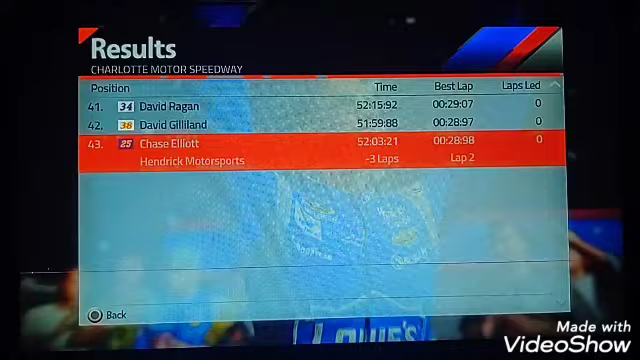 Results
CHARLOTTE MOTOR SPEEDWAY
Position Time Best Lap Laps Led
41. 34 David Ragan 52:15:92 00:29:07 0
42. 38 David Gilliland 51:59:88 00:28:97 0
43. 25 Chase Elliott 52:03:21 00:28:98 0
Hendrick Motorsports -3 Laps Lap 2
Back
LOWE'S
Made with
VideoShow